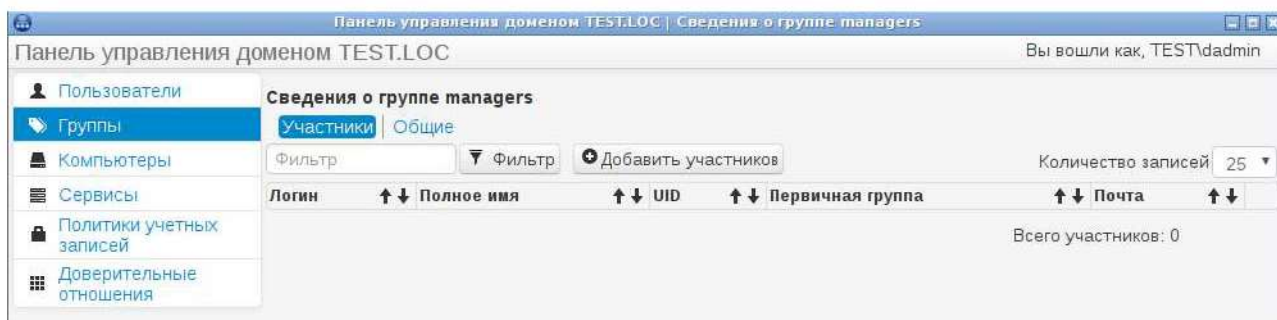 Панель управления доменом TEST.LOC | Сведения о группе managers
Панель управления доменом TEST.LOC
Вы вошли как, TEST\dadmin
Пользователи
Группы
Компьютеры
Сервисы
Политики учетных
записей
Доверительные
отношения
Сведения о группе managers
Участники | Общие
Фильтр Фильтр Добавить участников Количество записей 25
Логин Полное имя UID Первичная группа Почта
Всего участников: 0